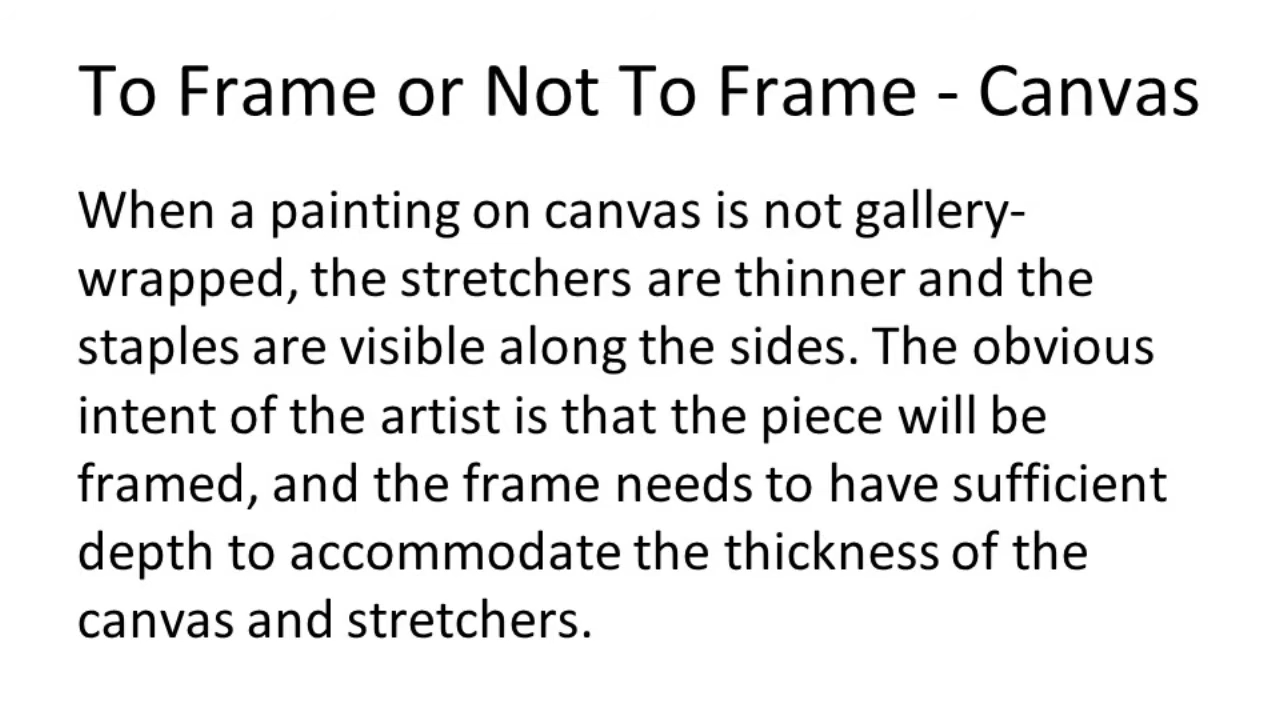 To Frame or Not To Frame - Canvas
When a painting on canvas is not gallery-
wrapped, the stretchers are thinner and the
staples are visible along the sides. The obvious
intent of the artist is that the piece will be
framed, and the frame needs to have sufficient
depth to accommodate the thickness of the
canvas and stretchers.